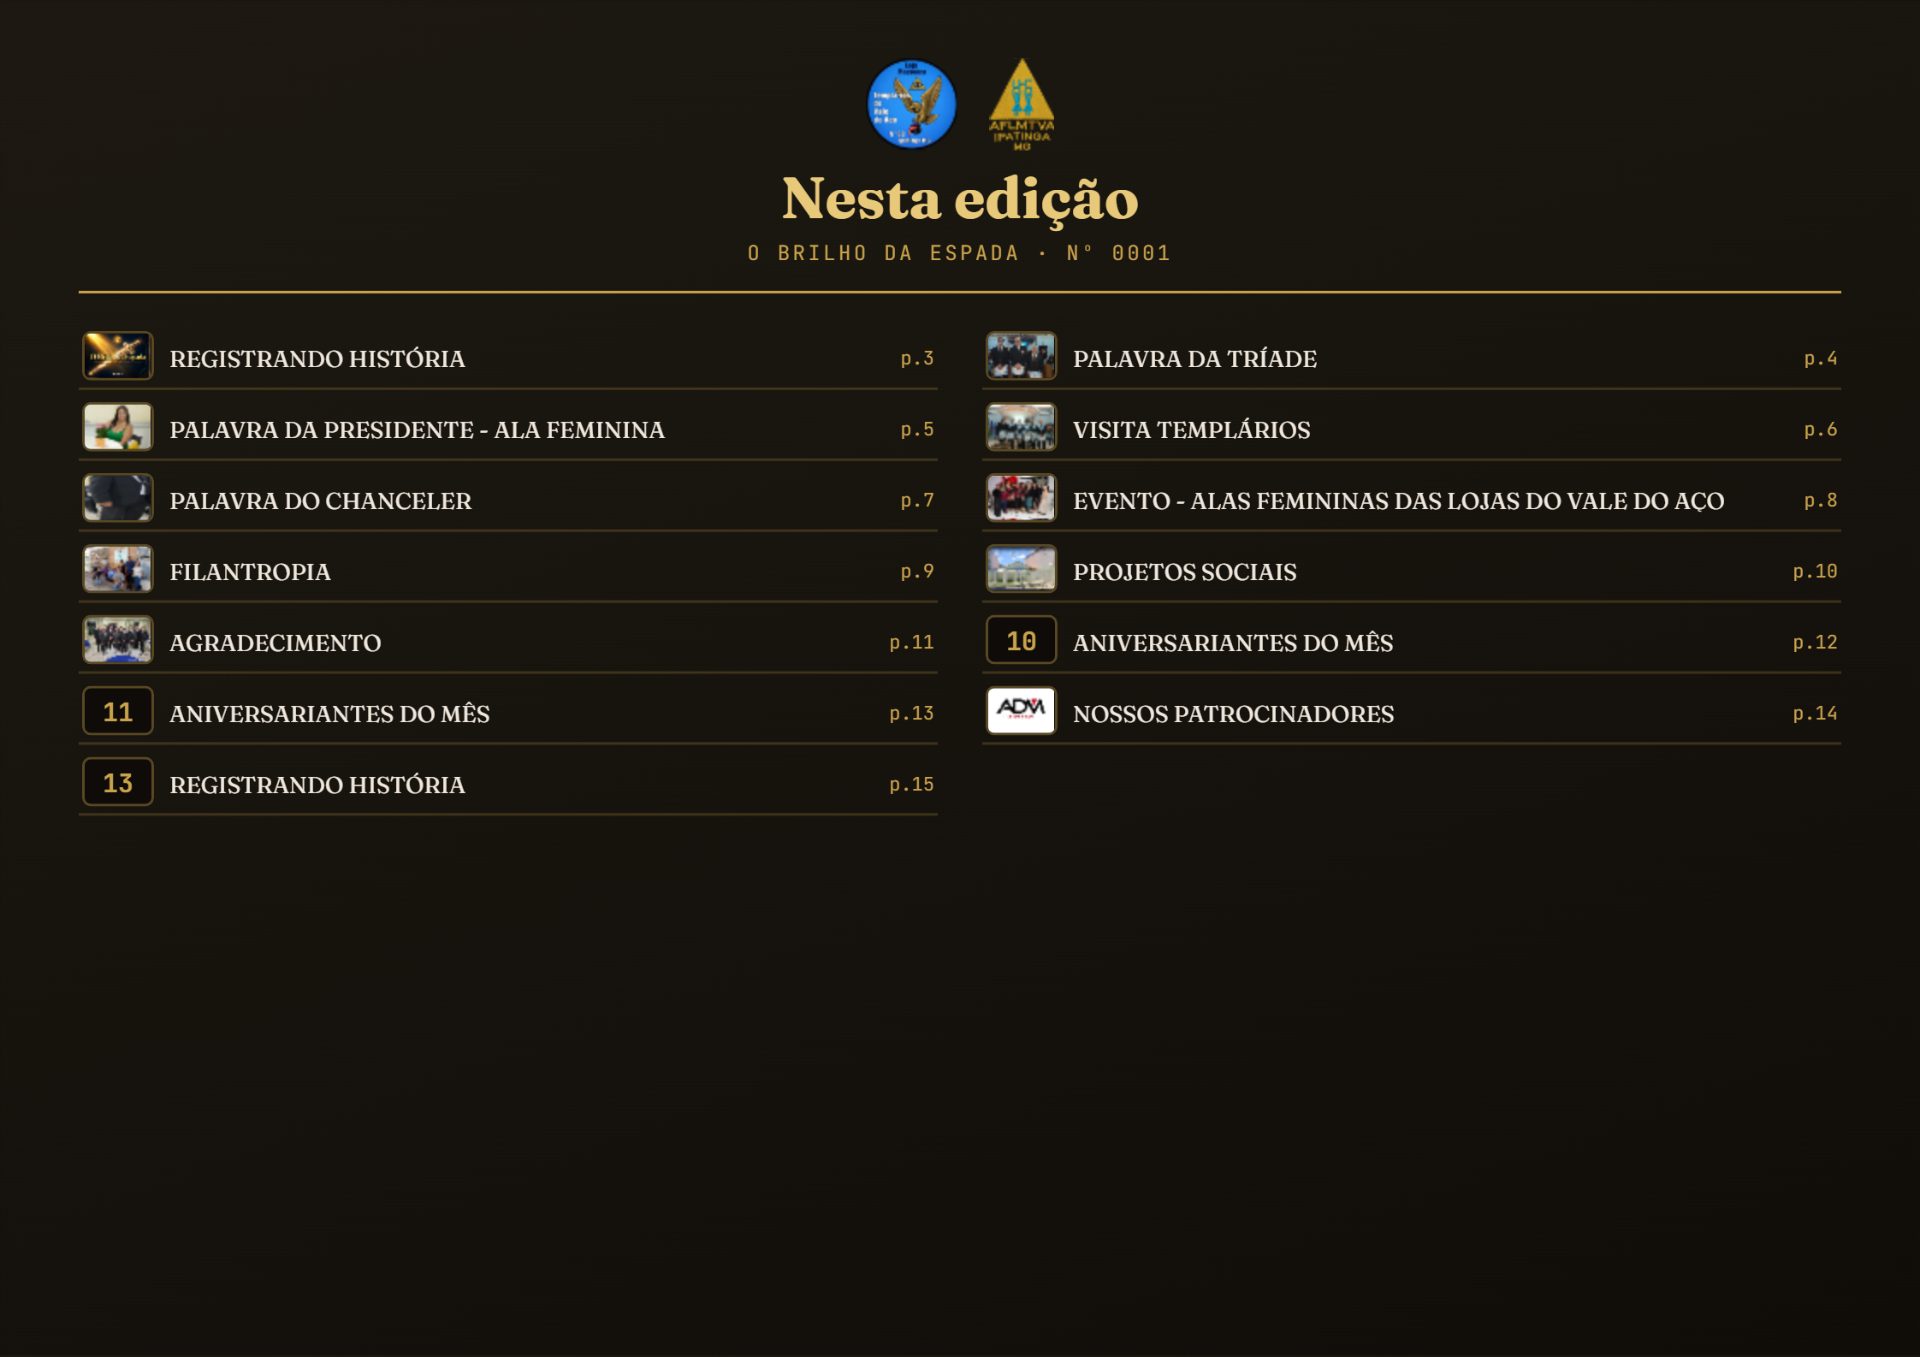 AFLMTVA
IPATINGA
MG
Nesta edição
O BRILHO DA ESPADA · Nº 0001
REGISTRANDO HISTÓRIA p.3
PALAVRA DA TRÍADE p.4
PALAVRA DA PRESIDENTE - ALA FEMININA p.5
VISITA TEMPLÁRIOS p.6
PALAVRA DO CHANCELER p.7
EVENTO - ALAS FEMININAS DAS LOJAS DO VALE DO AÇO p.8
FILANTROPIA p.9
PROJETOS SOCIAIS p.10
AGRADECIMENTO p.11
10 ANIVERSARIANTES DO MÊS p.12
11 ANIVERSARIANTES DO MÊS p.13
ADM NOSSOS PATROCINADORES p.14
13 REGISTRANDO HISTÓRIA p.15